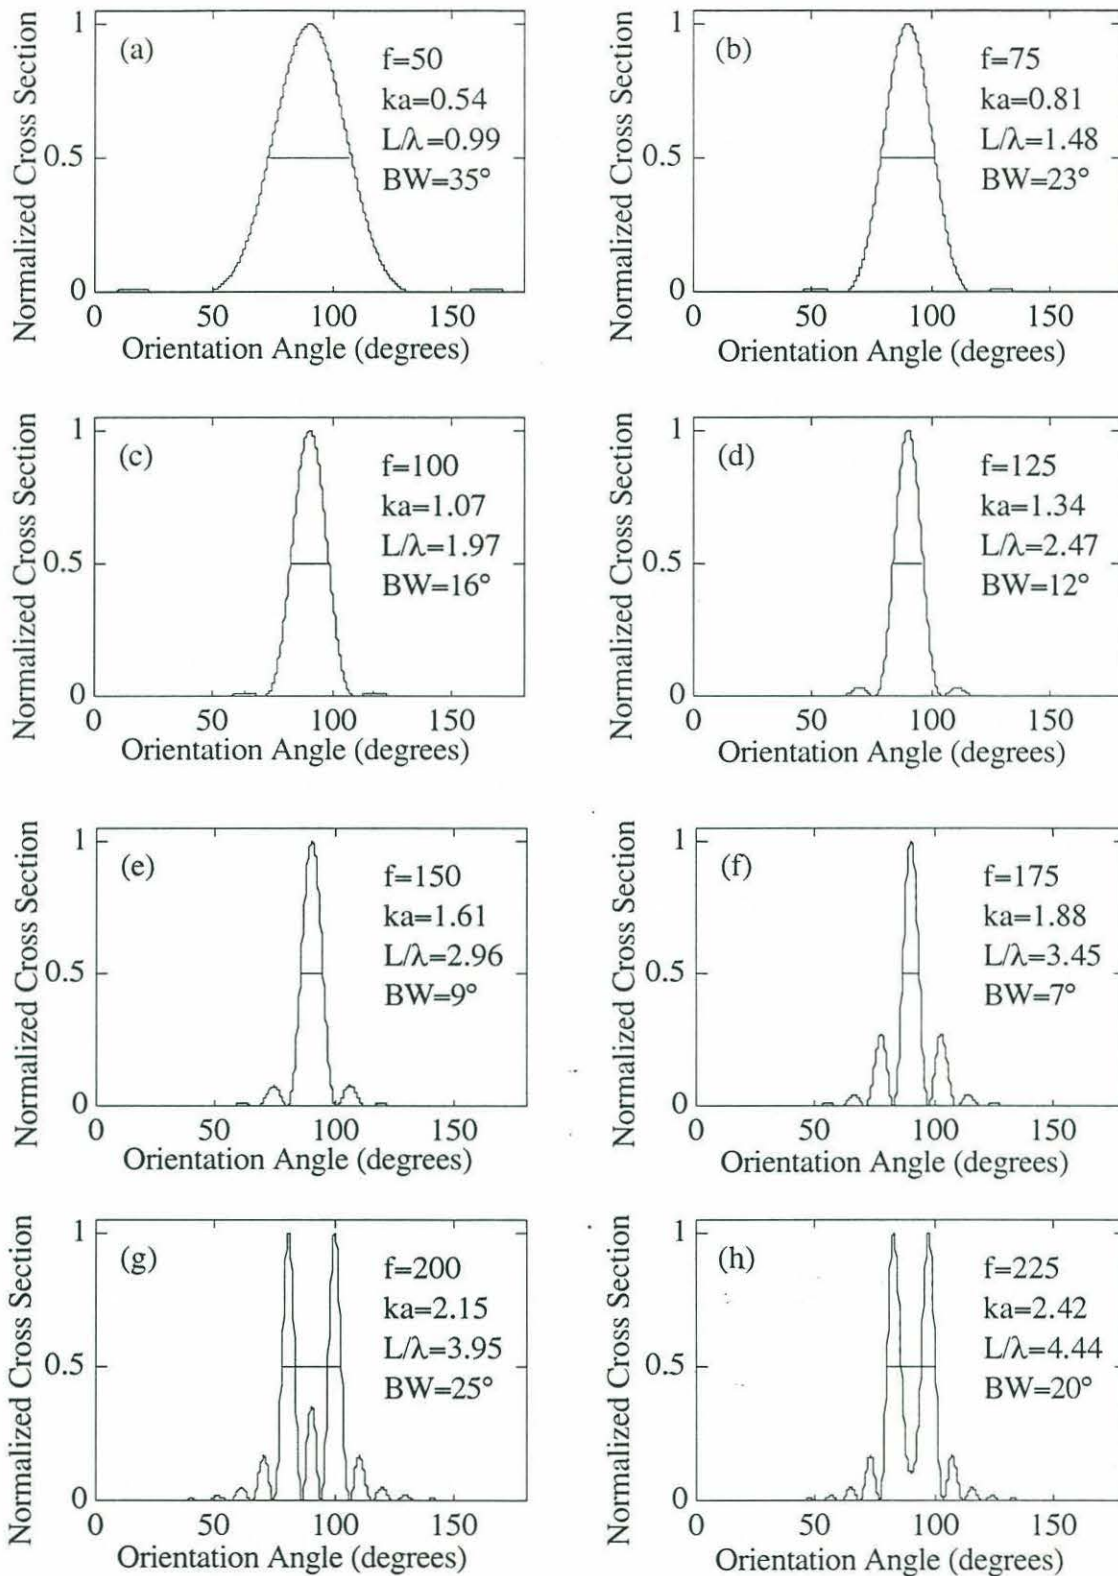 Normalized Cross Section
1
0.5
0
(a)
f=50
ka=0.54
L/λ=0.99
BW=35°
0 50 100 150
Orientation Angle (degrees)
Normalized Cross Section
1
0.5
0
(b)
f=75
ka=0.81
L/λ=1.48
BW=23°
0 50 100 150
Orientation Angle (degrees)
Normalized Cross Section
1
0.5
0
(c)
f=100
ka=1.07
L/λ=1.97
BW=16°
0 50 100 150
Orientation Angle (degrees)
Normalized Cross Section
1
0.5
0
(d)
f=125
ka=1.34
L/λ=2.47
BW=12°
0 50 100 150
Orientation Angle (degrees)
Normalized Cross Section
1
0.5
0
(e)
f=150
ka=1.61
L/λ=2.96
BW=9°
0 50 100 150
Orientation Angle (degrees)
Normalized Cross Section
1
0.5
0
(f)
f=175
ka=1.88
L/λ=3.45
BW=7°
0 50 100 150
Orientation Angle (degrees)
Normalized Cross Section
1
0.5
0
(g)
f=200
ka=2.15
L/λ=3.95
BW=25°
0 50 100 150
Orientation Angle (degrees)
Normalized Cross Section
1
0.5
0
(h)
f=225
ka=2.42
L/λ=4.44
BW=20°
0 50 100 150
Orientation Angle (degrees)